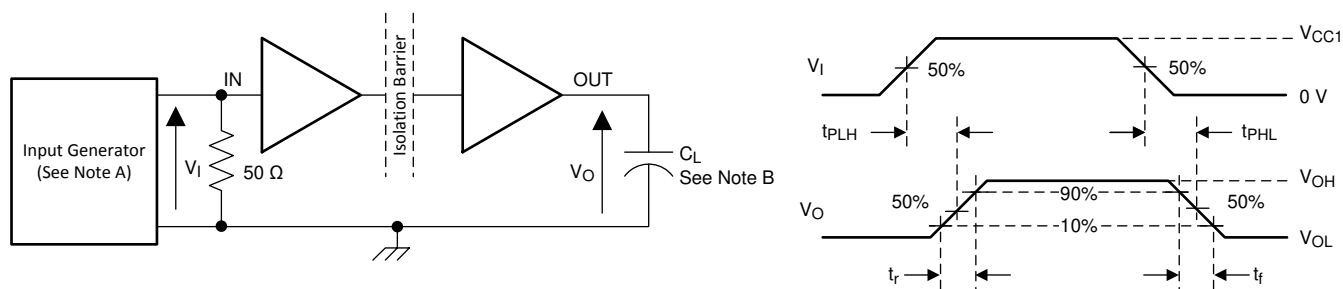 Input Generator
(See Note A)
V_I
IN
50 Ω
Isolation Barrier
OUT
V_O
C_L
See Note B
V_I
50%
50%
V_CC1
0 V
t_PLH
t_PHL
V_O
50%
90%
10%
50%
V_OH
V_OL
t_r
t_f